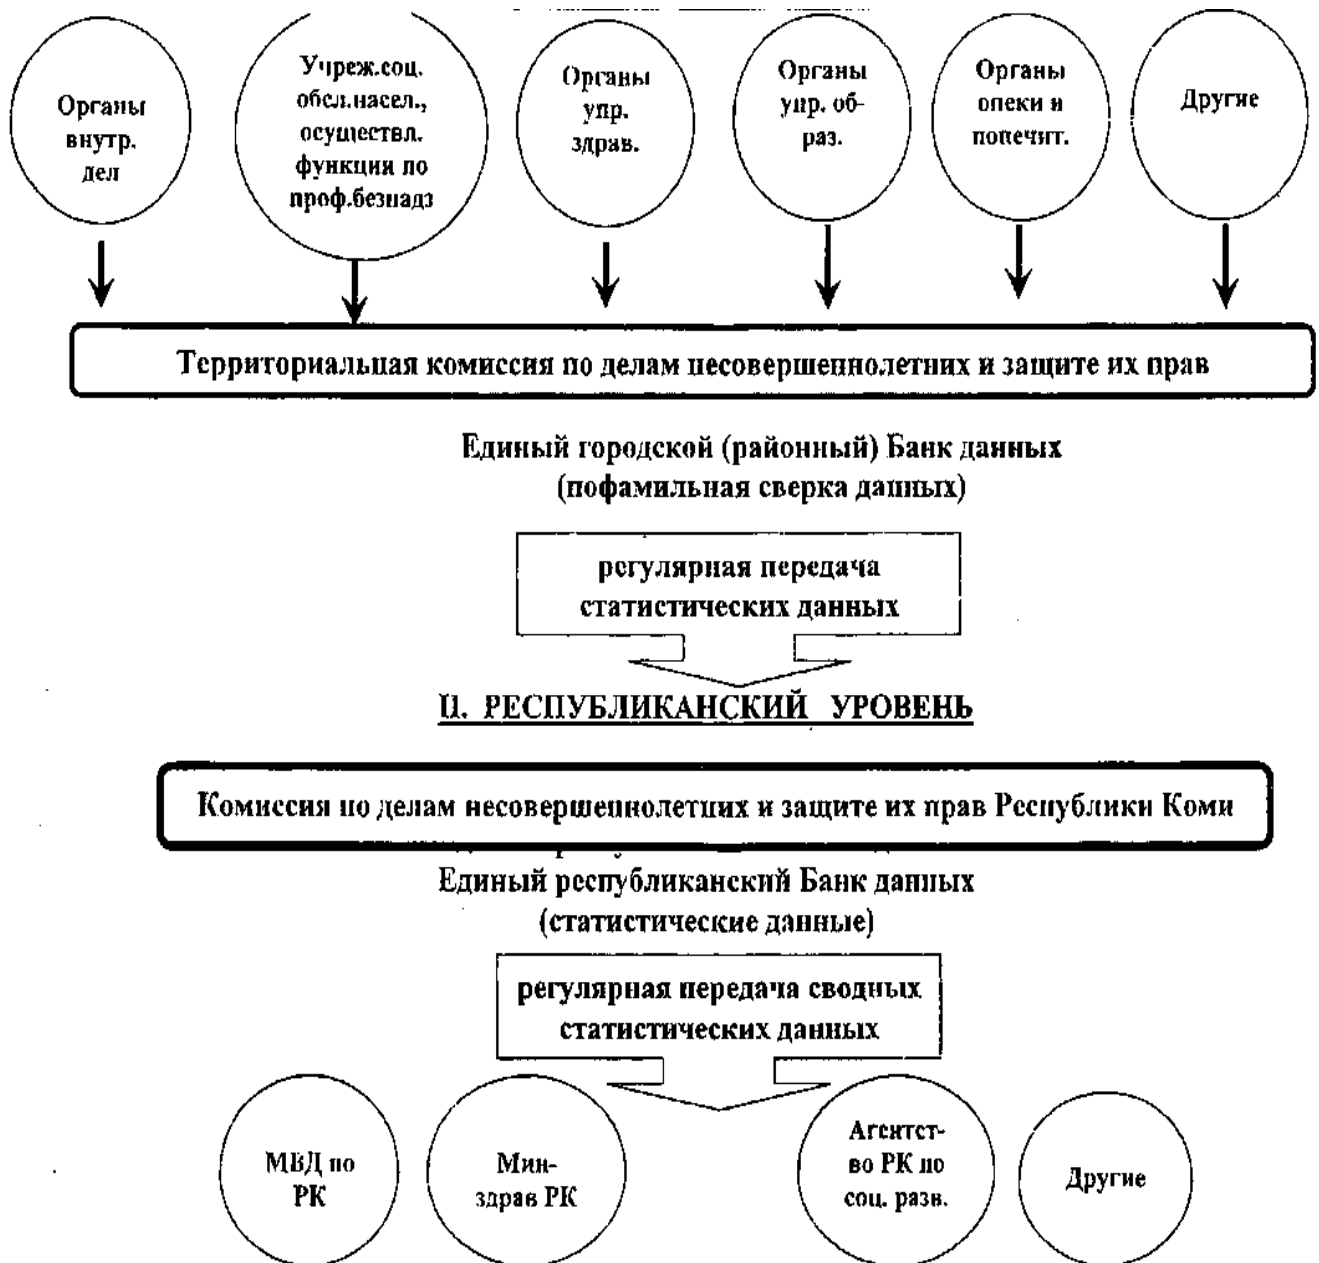 Органы
внутр.
дел
Учреж.соц.
обсл.насел.,
осуществл.
функции по
проф.безнадз
Органы
упр.
здрав.
Органы
упр. об-
раз.
Органы
опеки и
попечит.
Другие
Территориальная комиссия по делам несовершеннолетних и защите их прав
Единый городской (районный) Банк данных
(пофамильная сверка данных)
регулярная передача
статистических данных
II. РЕСПУБЛИКАНСКИЙ УРОВЕНЬ
Комиссия по делам несовершеннолетних и защите их прав Республики Коми
Единый республиканский Банк данных
(статистические данные)
регулярная передача сводных
статистических данных
МВД по
РК
Мин-
здрав РК
Агентст-
во РК по
соц. разв.
Другие